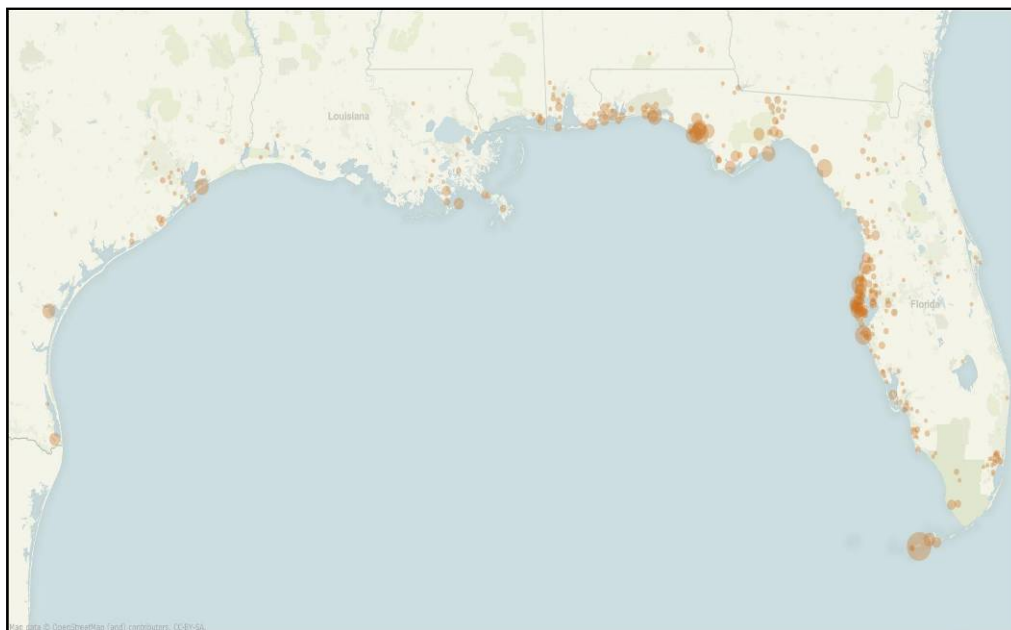 Louisiana
Florida
Map data © OpenStreetMap (and) contributors, CC-BY-SA